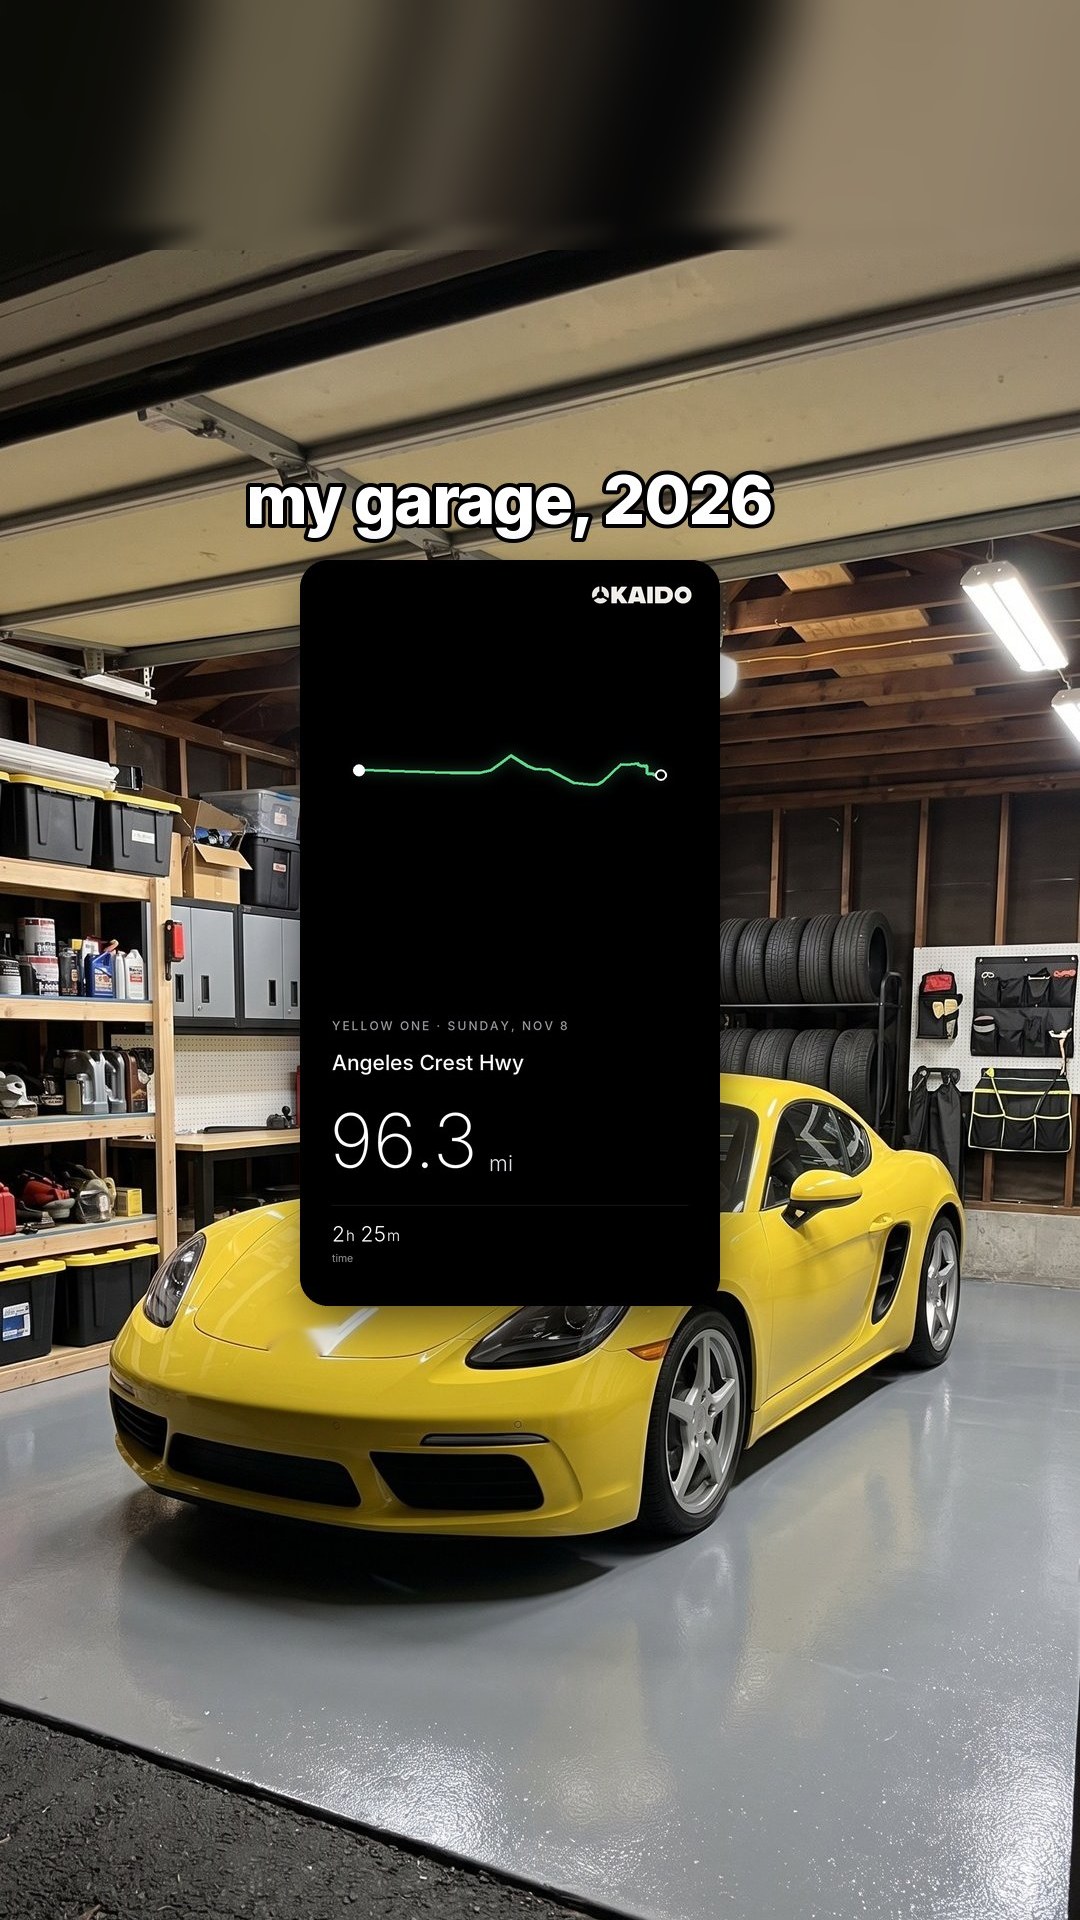 my garage, 2026
KAIDO
YELLOW ONE · SUNDAY, NOV 8
Angeles Crest Hwy
96.3 mi
2h 25m
time